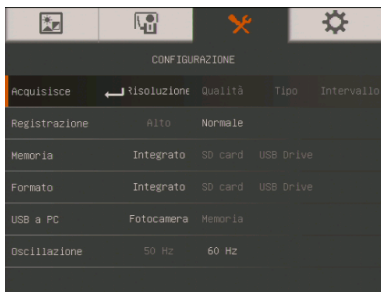 CONFIGURAZIONE
Acquisisce Risoluzione Qualità Tipo Intervallo
Registrazione Alto Normale
Memoria Integrato SD card USB Drive
Formato Integrato SD card USB Drive
USB a PC Fotocamera Memoria
Oscillazione 50 Hz 60 Hz